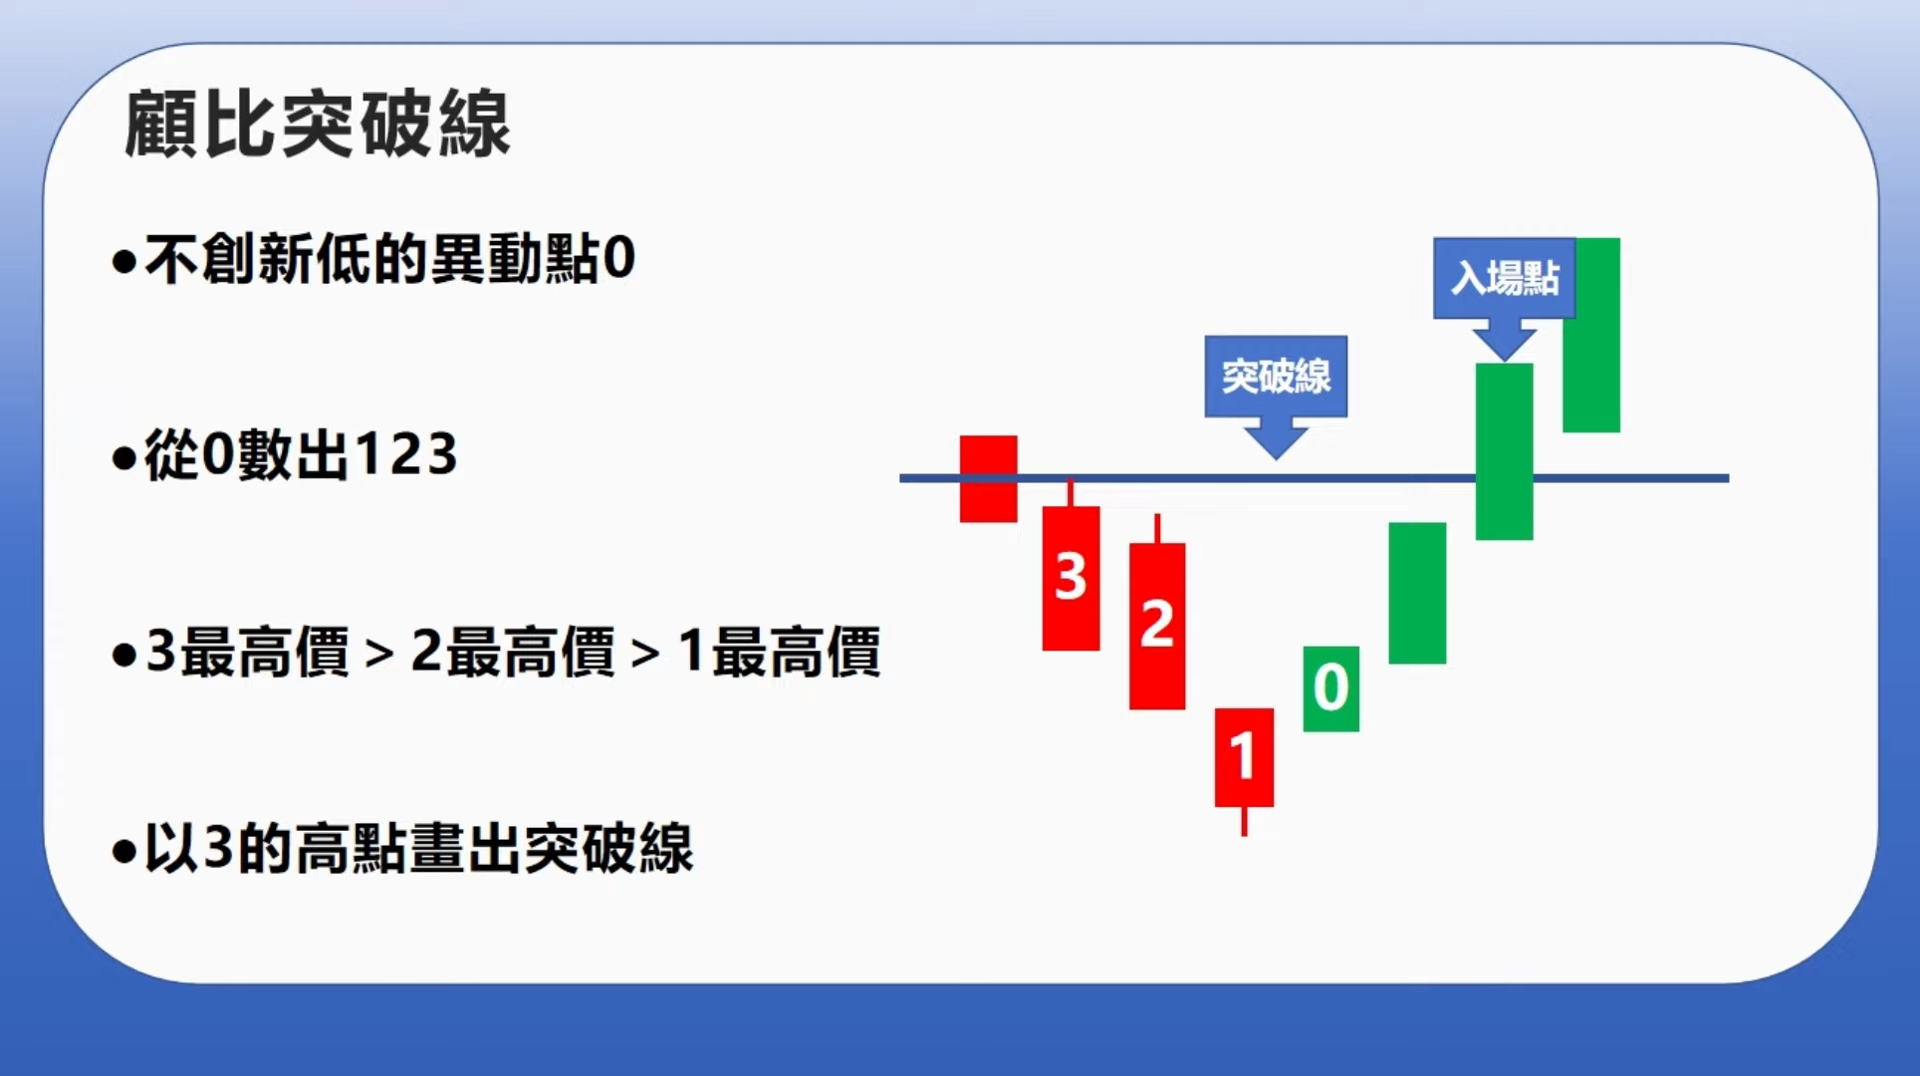 顧比突破線
●不創新低的異動點0
●從0數出123
●3最高價>2最高價>1最高價
●以3的高點畫出突破線
入場點
突破線
3
2
1
0